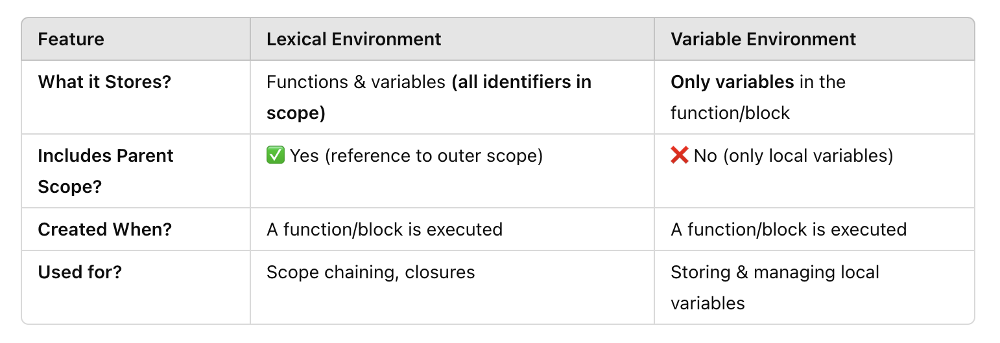 Feature Lexical Environment Variable Environment
What it Stores? Functions & variables (all identifiers in Only variables in the
scope) function/block
Includes Parent ✅ Yes (reference to outer scope) ❌ No (only local variables)
Scope?
Created When? A function/block is executed A function/block is executed
Used for? Scope chaining, closures Storing & managing local
variables